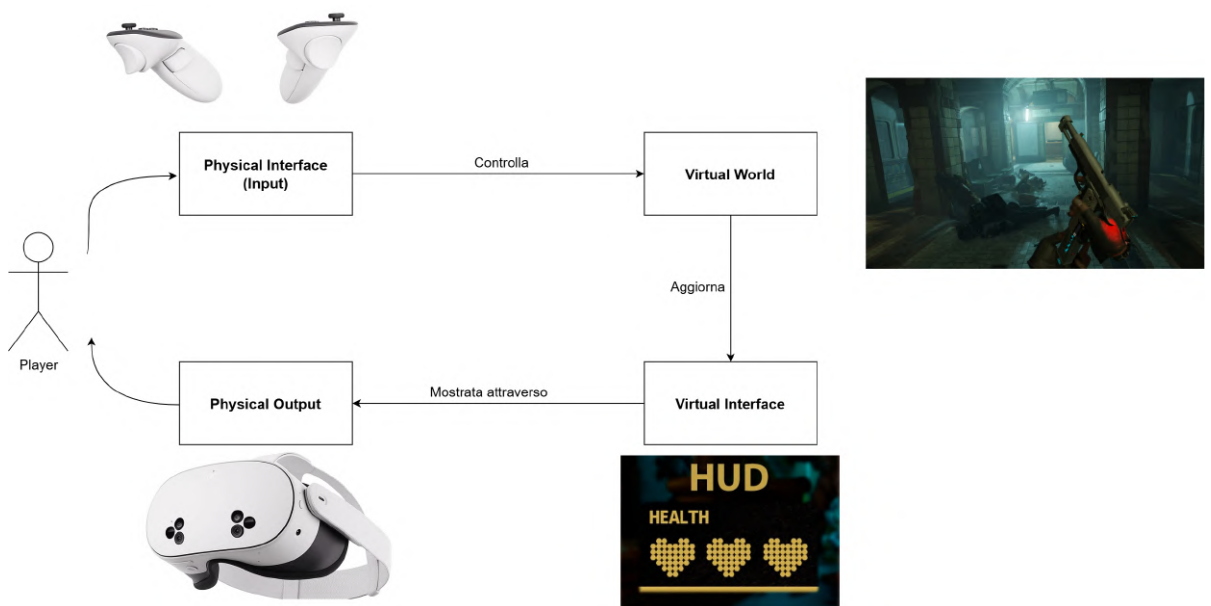 Physical Interface
(Input)
Controlla
Virtual World
Aggiorna
Player
Physical Output
Mostrata attraverso
Virtual Interface
HUD
HEALTH